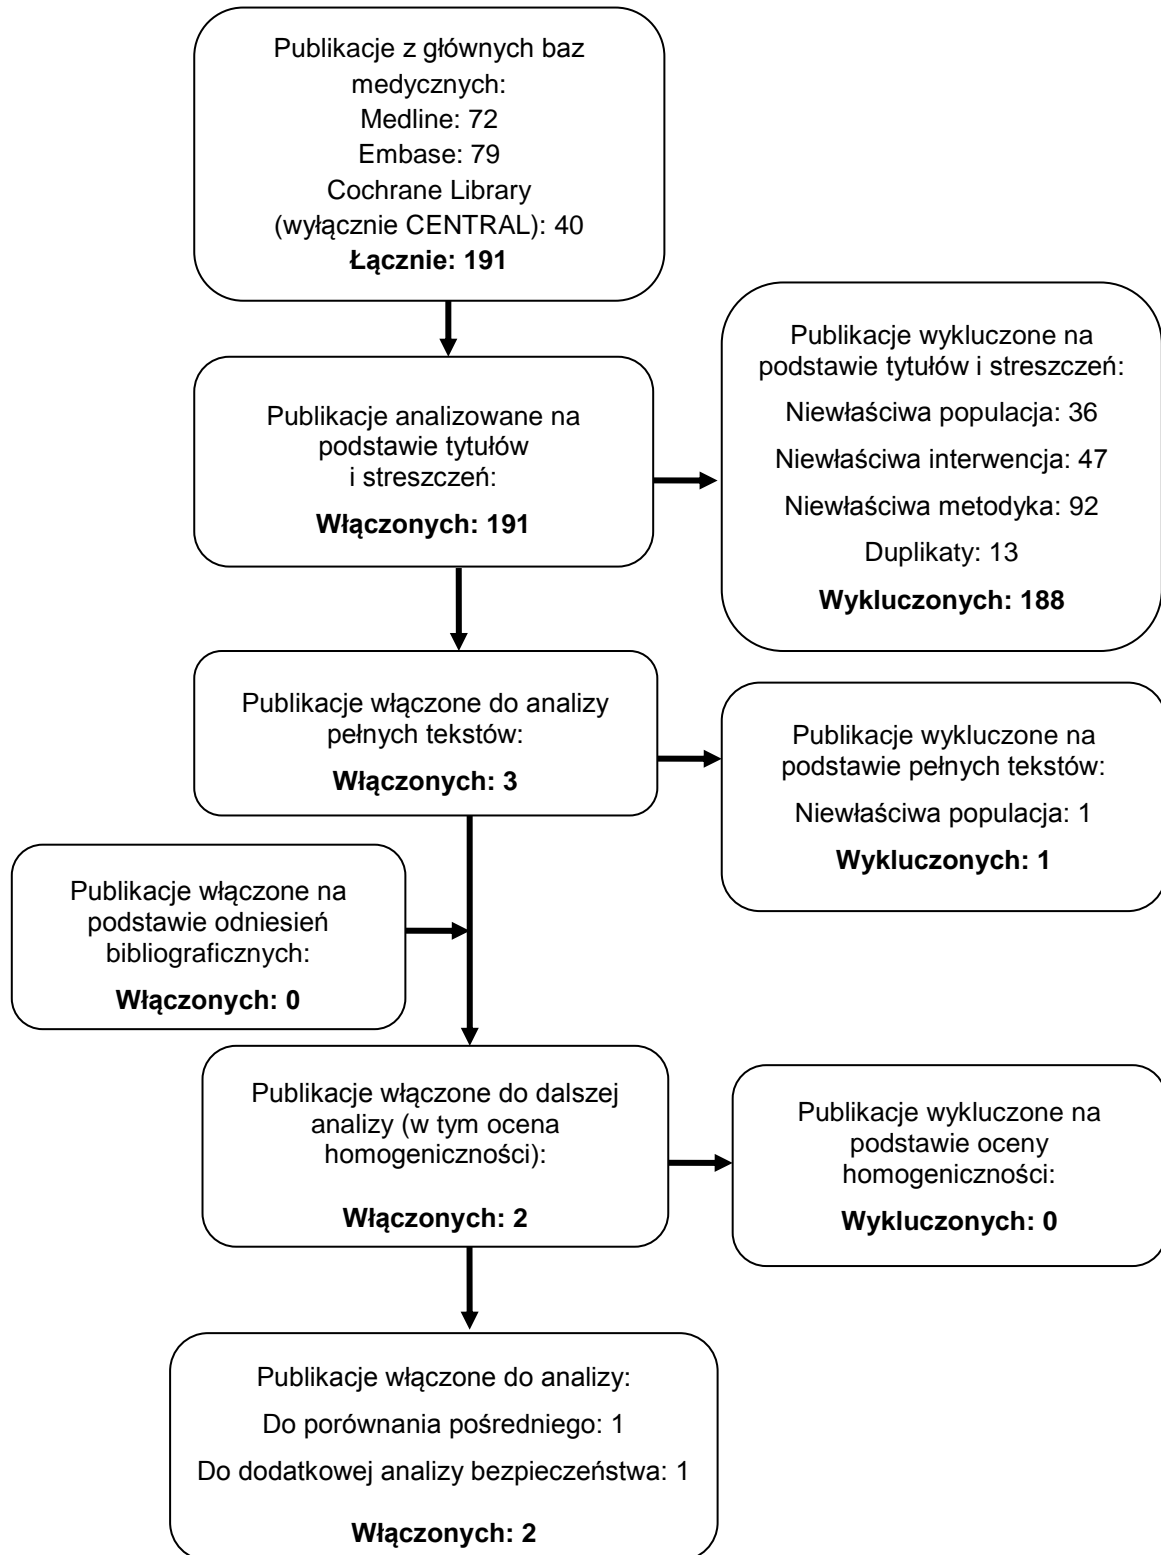 Publikacje z głównych baz
medycznych:
Medline: 72
Embase: 79
Cochrane Library
(wyłącznie CENTRAL): 40
Łącznie: 191
Publikacje analizowane na
podstawie tytułów
i streszczeń:
Włączonych: 191
Publikacje wykluczone na
podstawie tytułów i streszczeń:
Niewłaściwa populacja: 36
Niewłaściwa interwencja: 47
Niewłaściwa metodyka: 92
Duplikaty: 13
Wykluczonych: 188
Publikacje włączone do analizy
pełnych tekstów:
Włączonych: 3
Publikacje wykluczone na
podstawie pełnych tekstów:
Niewłaściwa populacja: 1
Wykluczonych: 1
Publikacje włączone na
podstawie odniesień
bibliograficznych:
Włączonych: 0
Publikacje włączone do dalszej
analizy (w tym ocena
homogeniczności):
Włączonych: 2
Publikacje wykluczone na
podstawie oceny
homogeniczności:
Wykluczonych: 0
Publikacje włączone do analizy:
Do porównania pośredniego: 1
Do dodatkowej analizy bezpieczeństwa: 1
Włączonych: 2